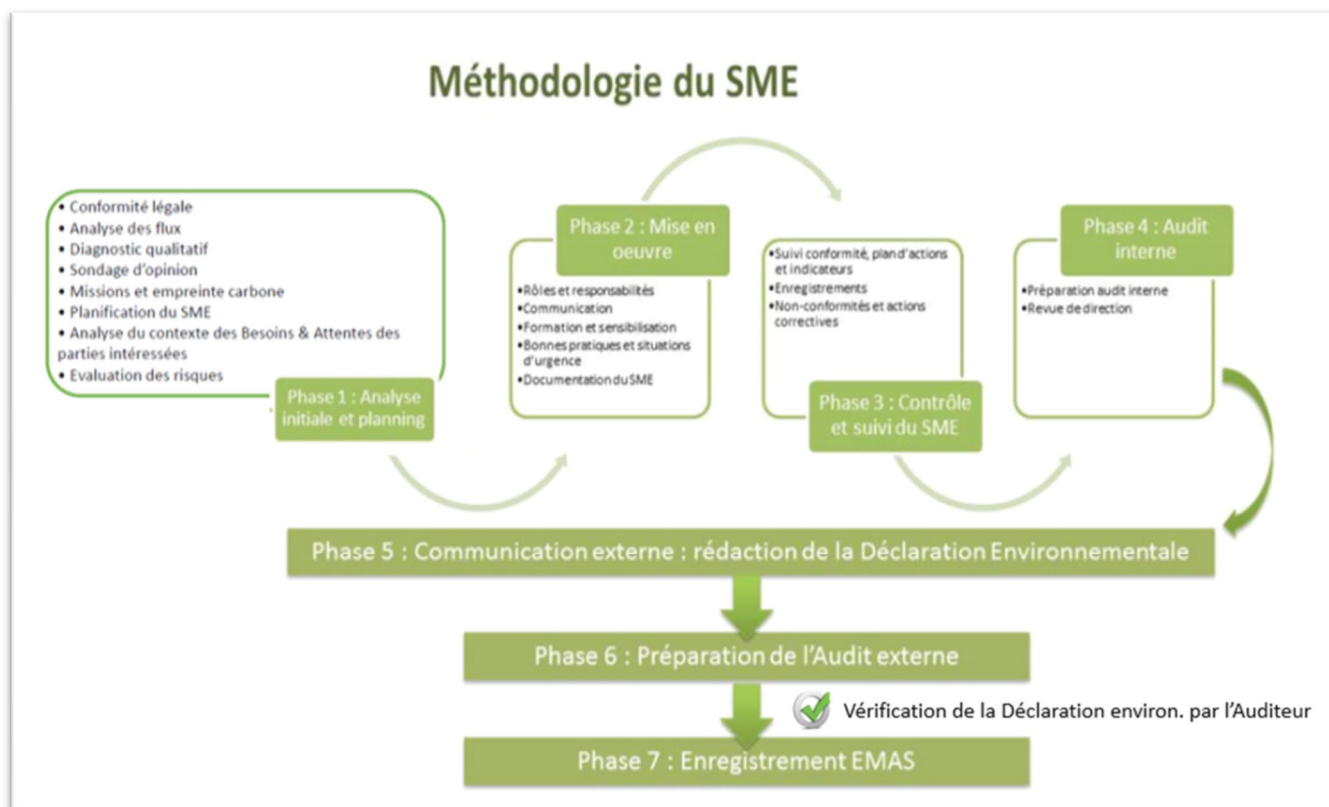 Méthodologie du SME
• Conformité légale
• Analyse des flux
• Diagnostic qualitatif
• Sondage d'opinion
• Missions et empreinte carbone
• Planification du SME
• Analyse du contexte des Besoins & Attentes des
parties intéressées
• Evaluation des risques
Phase 1 : Analyse
initiale et planning
Phase 2 : Mise en
oeuvre
•Rôles et responsabilités
•Communication
•Formation et sensibilisation
•Bonnes pratiques et situations
d'urgence
•Documentation du SME
•Suivi conformité, plan d'actions
et indicateurs
•Enregistrements
•Non-conformités et actions
correctives
Phase 3 : Contrôle
et suivi du SME
Phase 4 : Audit
interne
•Préparation audit interne
•Revue de direction
Phase 5 : Communication externe : rédaction de la Déclaration Environnementale
Phase 6 : Préparation de l'Audit externe
Vérification de la Déclaration environ. par l'Auditeur
Phase 7 : Enregistrement EMAS